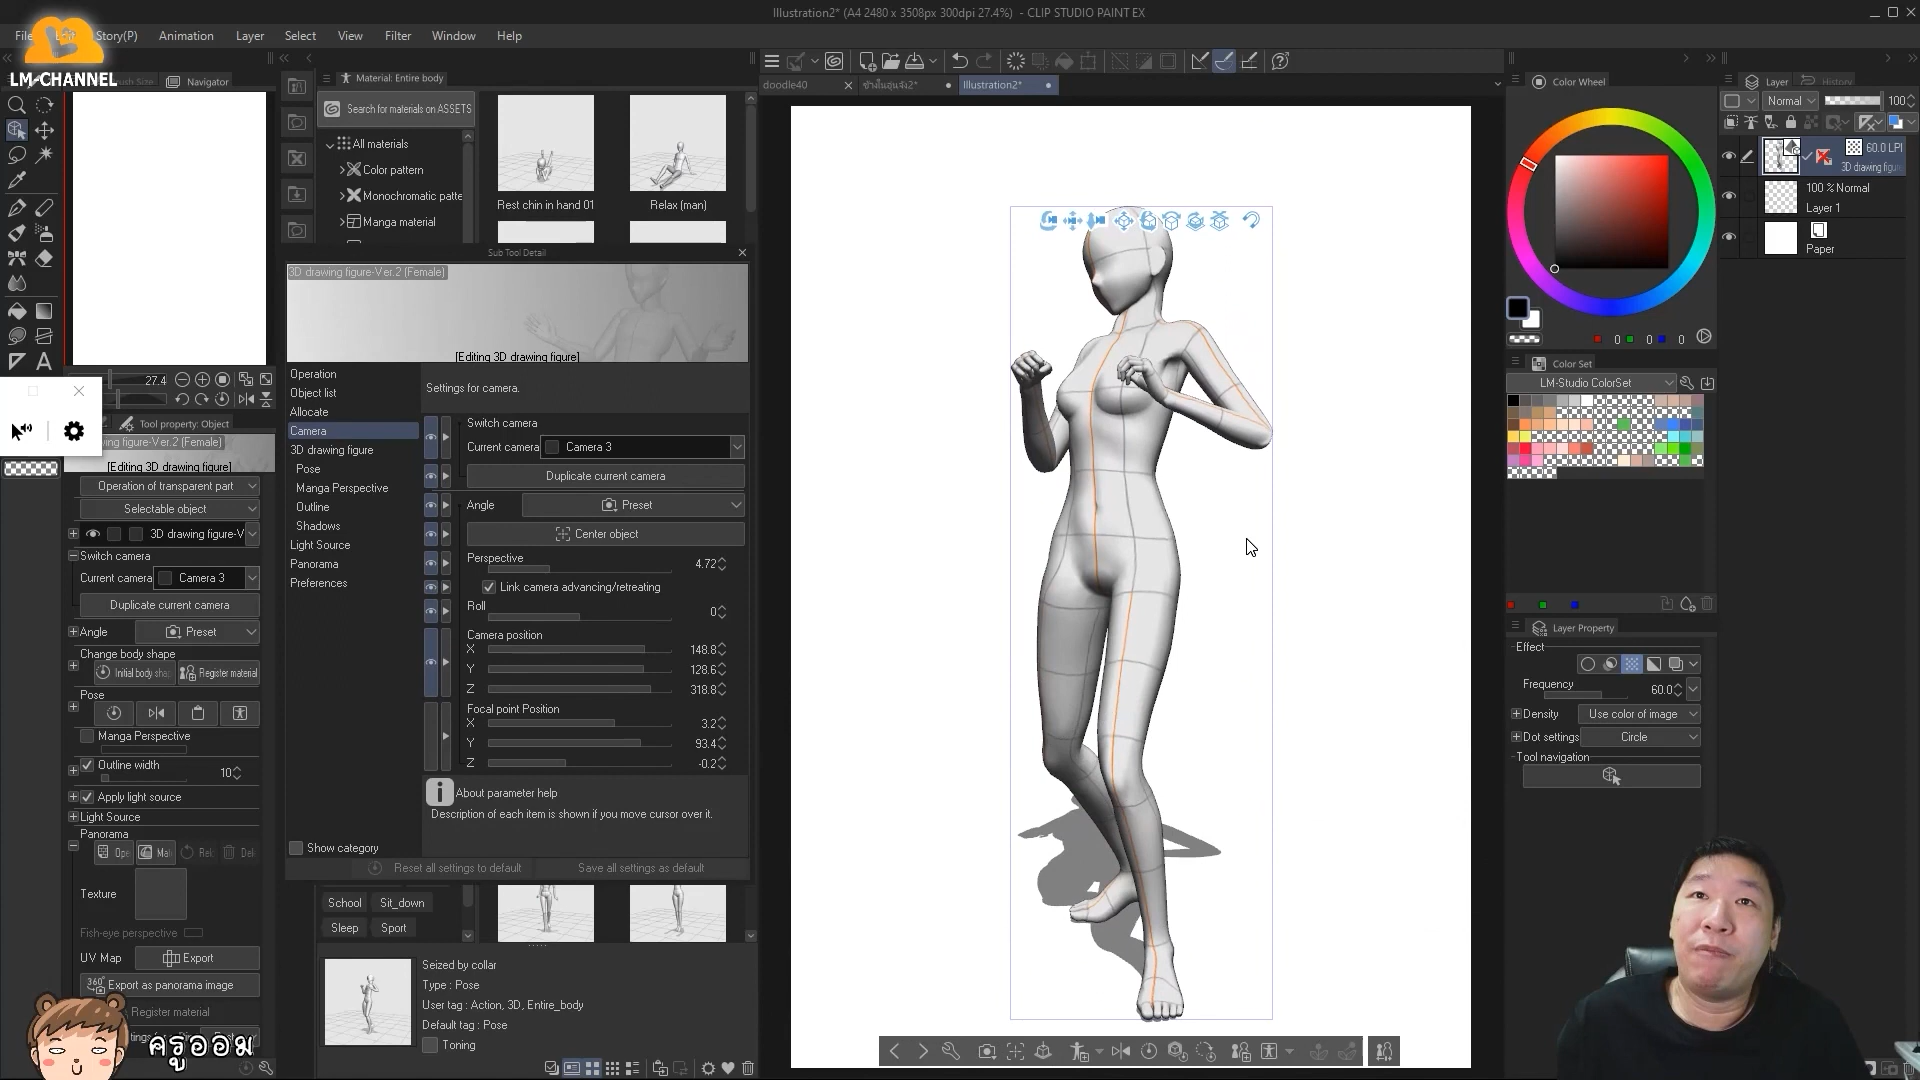 Illustration2* (A4 2480 x 3508px 300dpi 27.4%) - CLIP STUDIO PAINT EX
Story(P) Animation Layer Select View Filter Window Help
LM-CHANNEL
Navigator
Material: Entire body
doodle40
Illustration2*
Color Wheel
Layer
History
Search for materials on ASSETS
Normal
100
All materials
Color pattern
Monochromatic patte
Manga material
Rest chin in hand 01
Relax (man)
60.0 LPI
3D drawing figure
100 % Normal
Layer 1
Paper
Sub Tool Detail
3D drawing figure-Ver.2 (Female)
[Editing 3D drawing figure]
27.4
Operation
Object list
Allocate
Camera
3D drawing figure
Pose
Manga Perspective
Outline
Shadows
Light Source
Panorama
Preferences
Show category
Settings for camera.
Switch camera
Current camera Camera 3
Duplicate current camera
Angle Preset
Center object
Perspective 4.72
Link camera advancing/retreating
Roll 0
Camera position
X 148.8
Y 128.6
Z 318.8
Focal point Position
X 3.2
Y 93.4
Z -0.2
About parameter help
Description of each item is shown if you move cursor over it.
Reset all settings to default
Save all settings as default
Tool property: Object
wing figure-Ver.2 (Female)
[Editing 3D drawing figure]
Operation of transparent part
Selectable object
3D drawing figure-V
Switch camera
Current camera Camera 3
Duplicate current camera
Angle Preset
Change body shape
Initial body sha
Register material
Pose
Manga Perspective
Outline width 10
Apply light source
Light Source
Panorama
Ope
Mat
Del
Texture
Fish-eye perspective
UV Map Export
Export as panorama image
Register material
ครูออม
School Sit_down
Sleep Sport
Seized by collar
Type : Pose
User tag : Action, 3D, Entire_body
Default tag : Pose
Toning
0 0 0
Color Set
LM-Studio ColorSet
Layer Property
Effect
Frequency 60.0
Density Use color of image
Dot settings Circle
Tool navigation